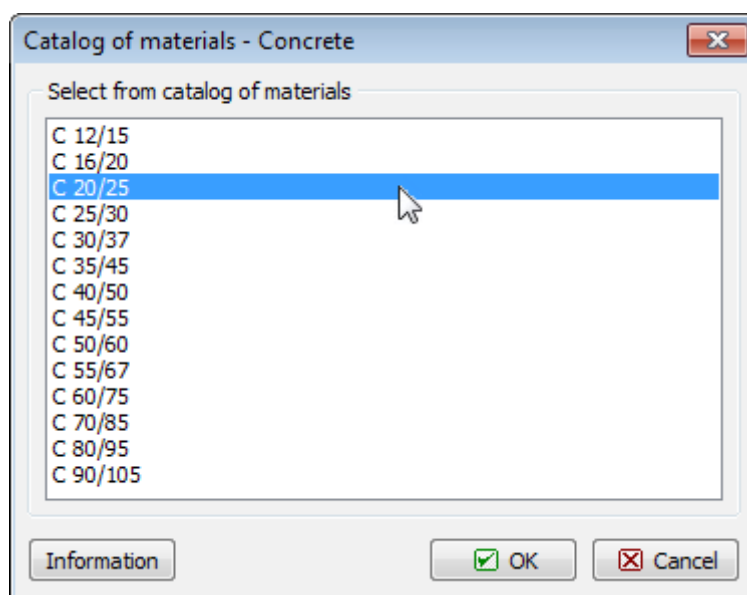 Catalog of materials - Concrete
Select from catalog of materials
C 12/15
C 16/20
C 20/25
C 25/30
C 30/37
C 35/45
C 40/50
C 45/55
C 50/60
C 55/67
C 60/75
C 70/85
C 80/95
C 90/105
Information OK Cancel